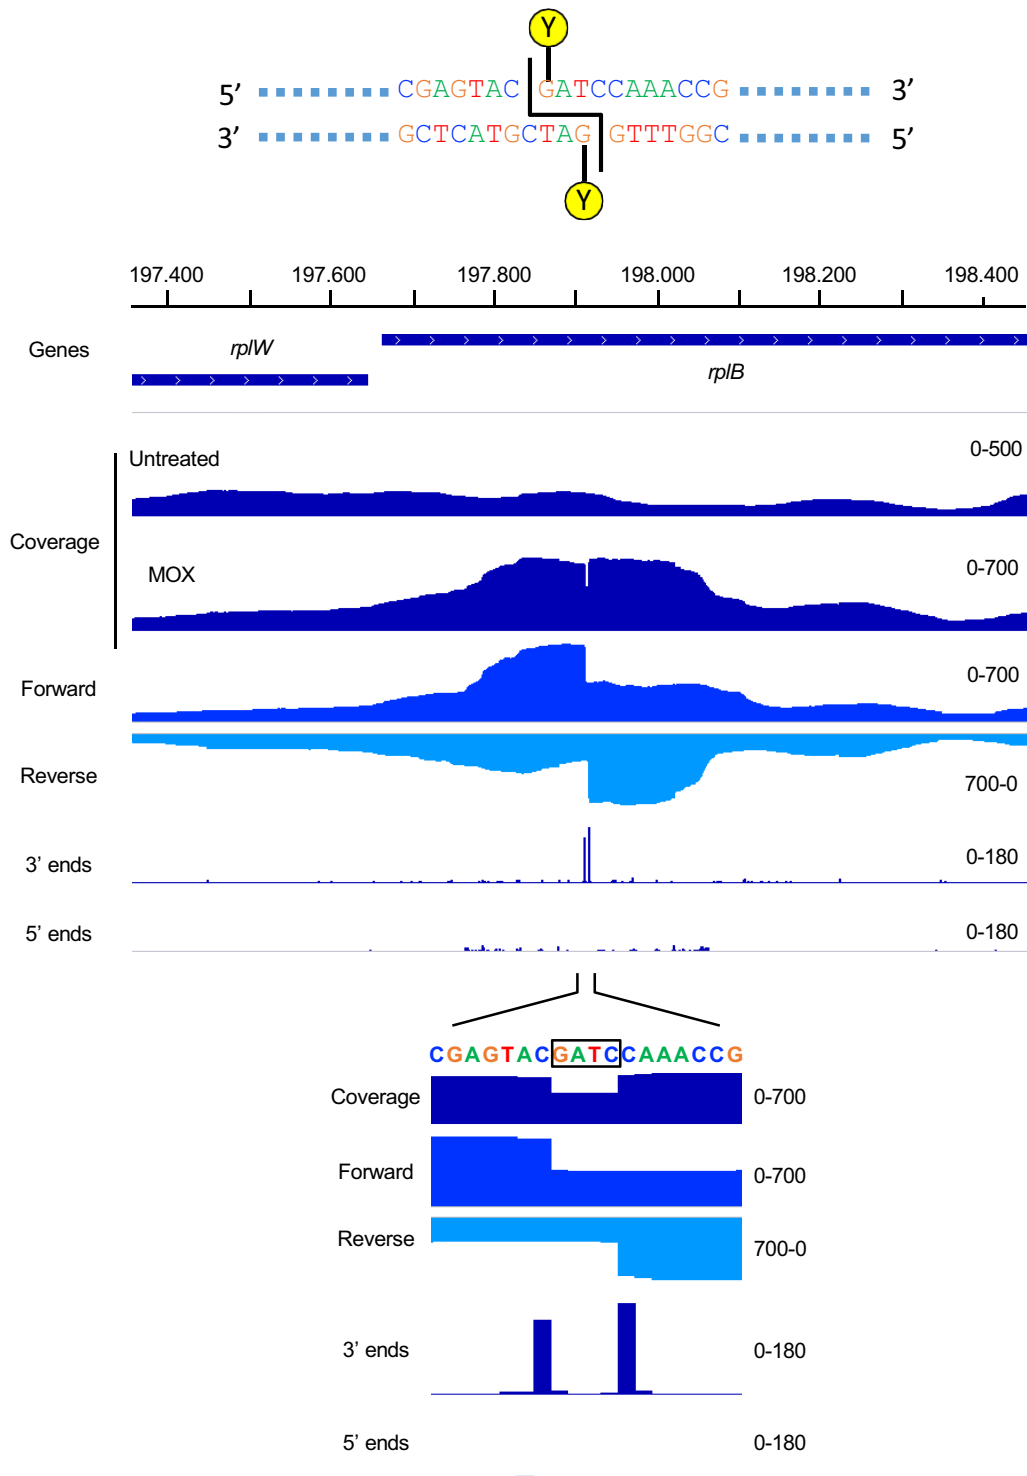 Y
5’ CGAGTAC GATCCAAACCG 3’
3’ GCTCATGCTAG GTTTGGC 5’
Y
197.400 197.600 197.800 198.000 198.200 198.400
Genes rplW rplB
Untreated 0-500
Coverage
MOX 0-700
Forward 0-700
Reverse 700-0
3’ ends 0-180
5’ ends 0-180
CGAGTACGATCCAAACCG
Coverage 0-700
Forward 0-700
Reverse 700-0
3’ ends 0-180
5’ ends 0-180